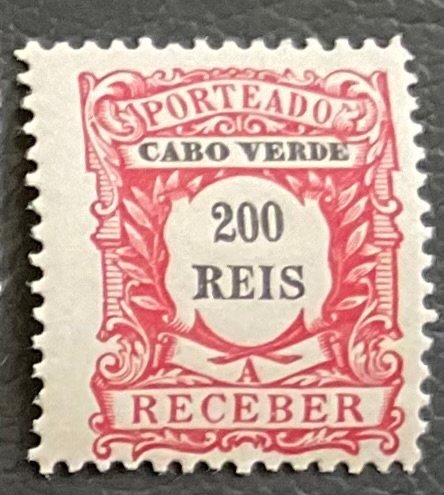 PORTEADO
CABO VERDE
200
REIS
A
RECEBER